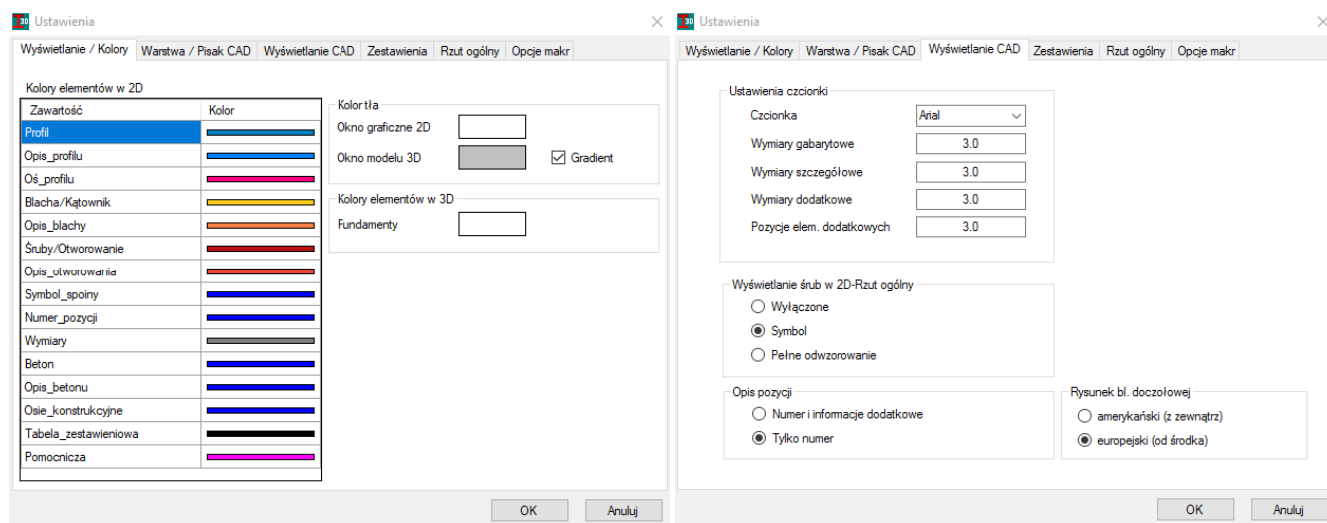 Ustawienia
Wyświetlanie / Kolory Warstwa / Pisak CAD Wyświetlanie CAD Zestawienia Rzut ogólny Opcje makr
Kolory elementów w 2D
Zawartość Kolor
Profil
Opis_profilu
Oś_profilu
Blacha/Kątownik
Opis_blachy
Śruby/Otworowanie
Opis_otworowania
Symbol_spoiny
Numer_pozycji
Wymiary
Beton
Opis_betonu
Osie_konstrukcyjne
Tabela_zestawieniowa
Pomocnicza
Kolor tła
Okno graficzne 2D
Okno modelu 3D Gradient
Kolory elementów w 3D
Fundamenty
OK Anuluj
Ustawienia
Wyświetlanie / Kolory Warstwa / Pisak CAD Wyświetlanie CAD Zestawienia Rzut ogólny Opcje makr
Ustawienia czcionki
Czcionka Arial
Wymiary gabarytowe 3.0
Wymiary szczegółowe 3.0
Wymiary dodatkowe 3.0
Pozycje elem. dodatkowych 3.0
Wyświetlanie śrub w 2D-Rzut ogólny
Wyłączone
Symbol
Pełne odwzorowanie
Opis pozycji
Numer i informacje dodatkowe
Tylko numer
Rysunek bl. doczołowej
amerykański (z zewnątrz)
europejski (od środka)
OK Anuluj